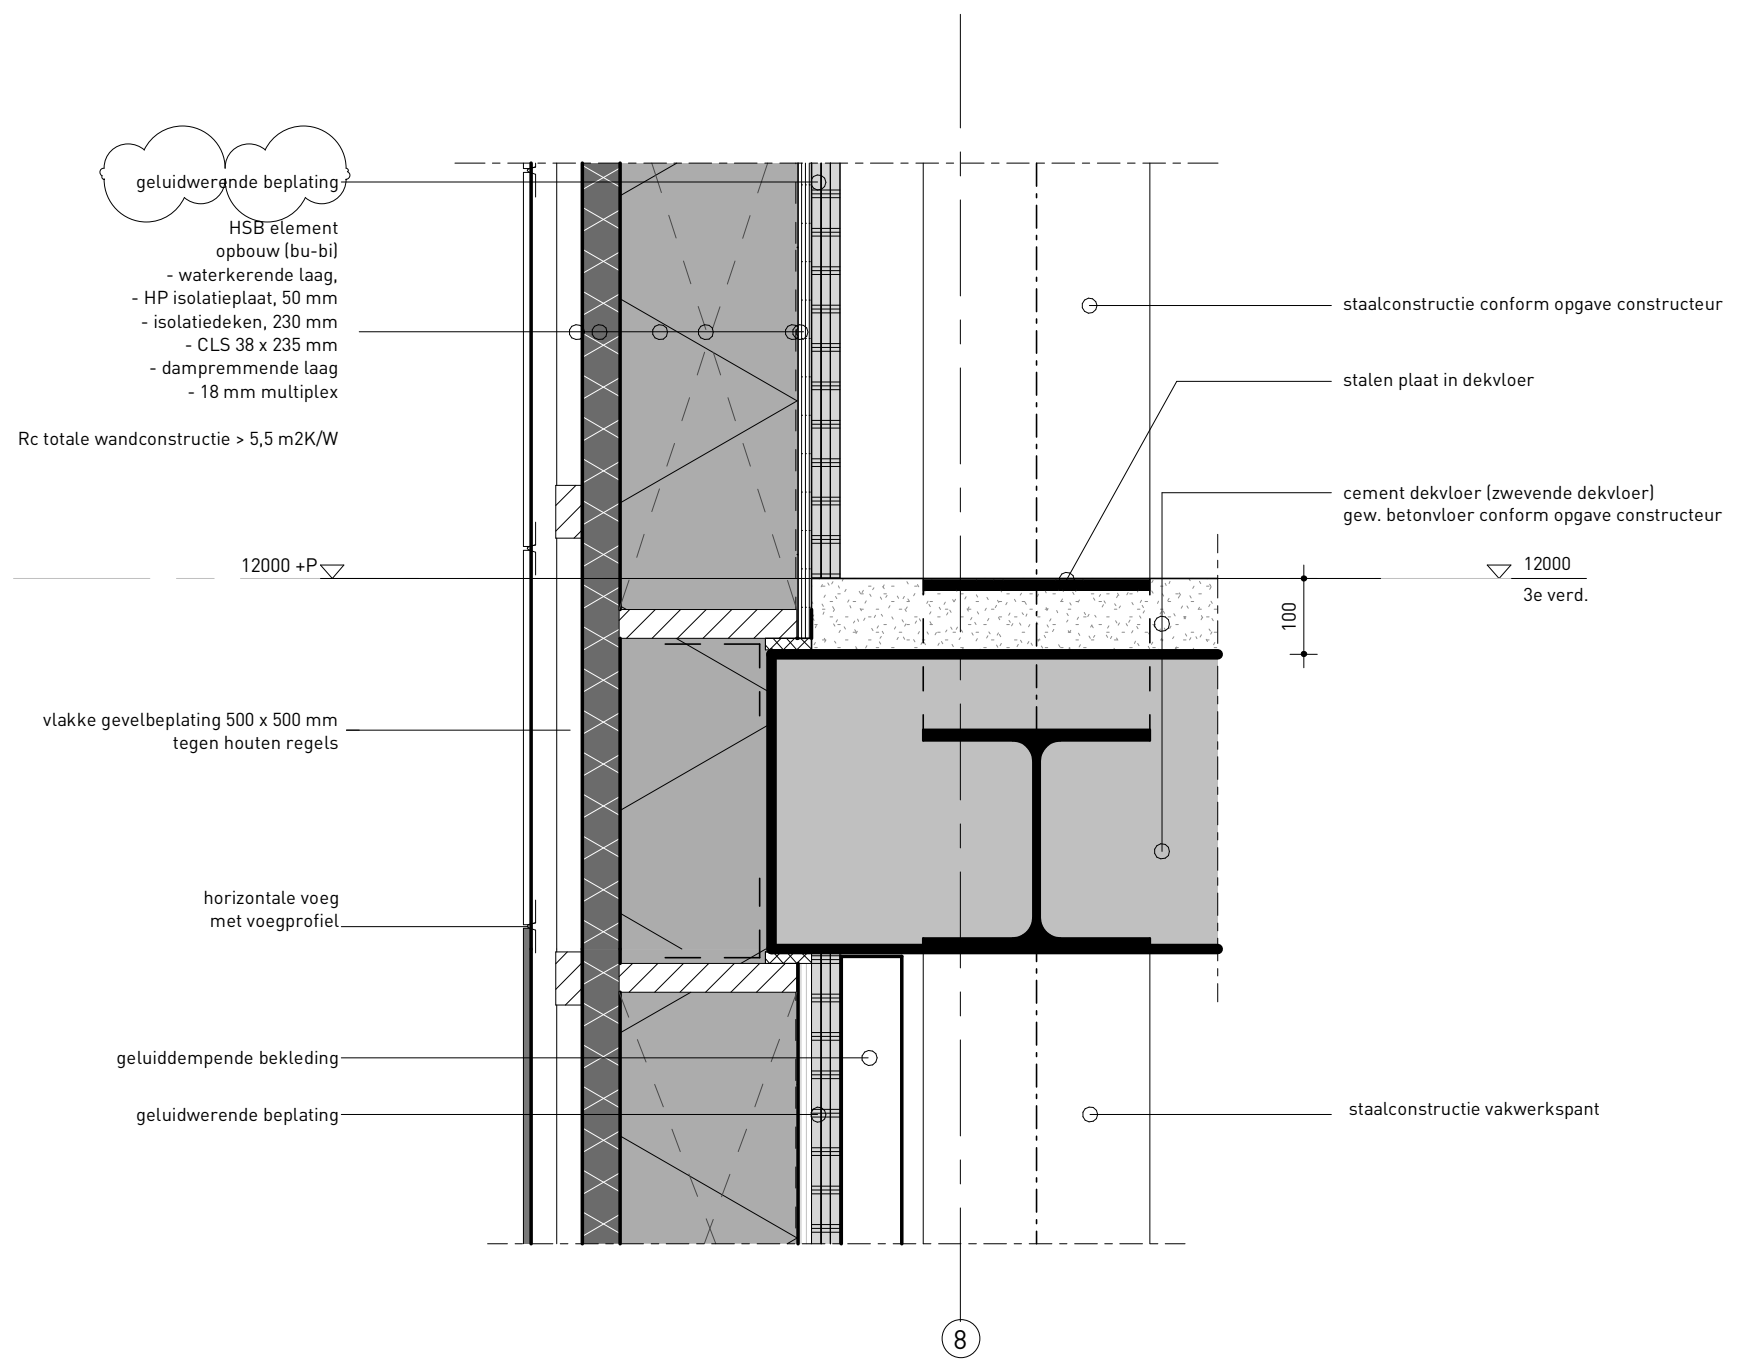 geluidwerende beplating
HSB element
opbouw (bu-bi)
- waterkerende laag,
- HP isolatieplaat, 50 mm
- isolatiedeken, 230 mm
- CLS 38 x 235 mm
- dampremmende laag
- 18 mm multiplex
Rc totale wandconstructie > 5,5 m2K/W
12000 +P
vlakke gevelbeplating 500 x 500 mm
tegen houten regels
horizontale voeg
met voegprofiel
geluiddempende bekleding
geluidwerende beplating
staalconstructie conform opgave constructeur
stalen plaat in dekvloer
cement dekvloer (zwevende dekvloer)
gew. betonvloer conform opgave constructeur
12000
3e verd.
100
staalconstructie vakwerkspant
8